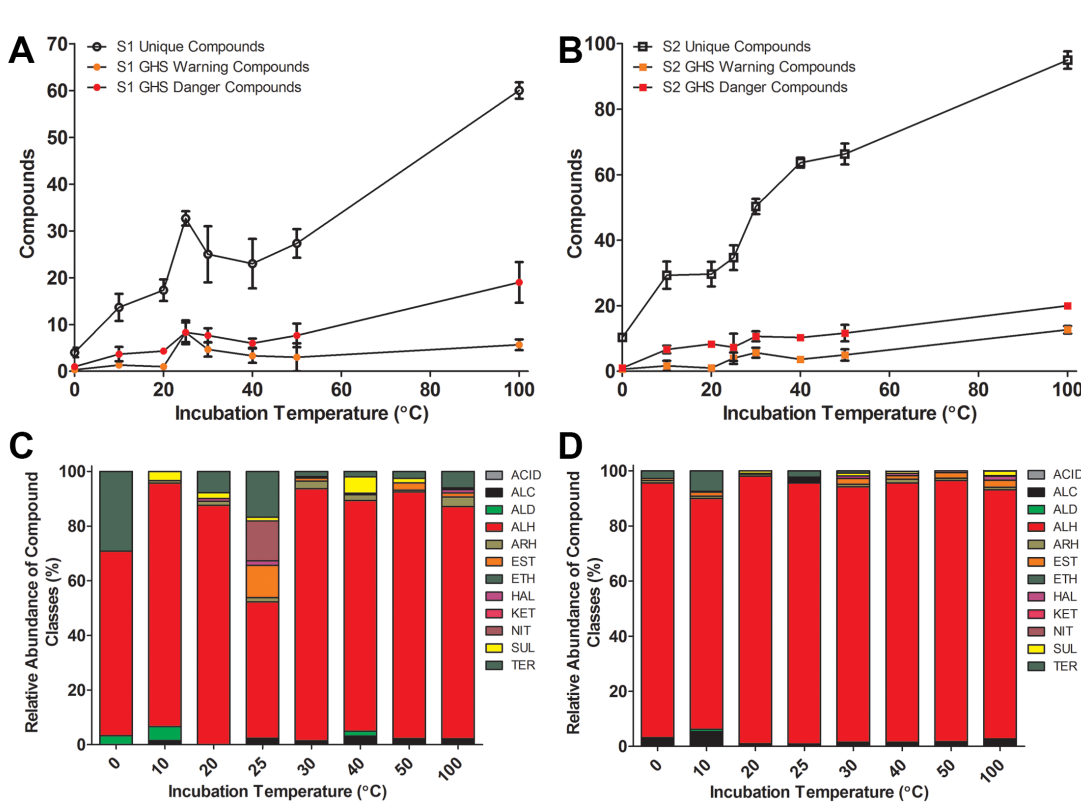 A
70
60
50
40
30
20
10
0
Compounds
S1 Unique Compounds
S1 GHS Warning Compounds
S1 GHS Danger Compounds
0 20 40 60 80 100
Incubation Temperature (°C)
B
100
80
60
40
20
0
Compounds
S2 Unique Compounds
S2 GHS Warning Compounds
S2 GHS Danger Compounds
0 20 40 60 80 100
Incubation Temperature (°C)
C
Relative Abundance of Compound
Classes (%)
100
80
60
40
20
0
0 10 20 25 30 40 50 100
Incubation Temperature (°C)
ACID
ALC
ALD
ALH
ARH
EST
ETH
HAL
KET
NIT
SUL
TER
D
Relative Abundance of Compound
Classes (%)
100
80
60
40
20
0
0 10 20 25 30 40 50 100
Incubation Temperature (°C)
ACID
ALC
ALD
ALH
ARH
EST
ETH
HAL
KET
NIT
SUL
TER